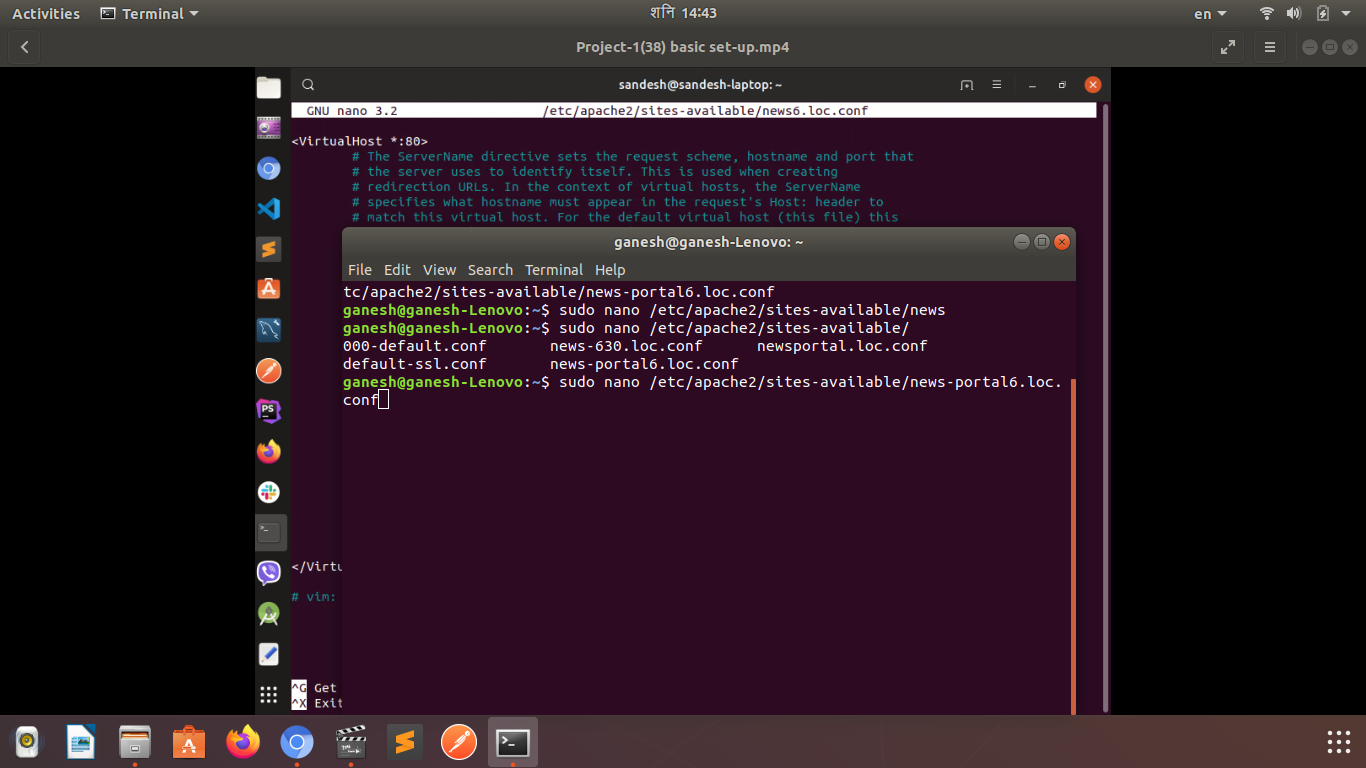 Activities Terminal शनि 14:43 en
Project-1(38) basic set-up.mp4
sandesh@sandesh-laptop: ~
GNU nano 3.2 /etc/apache2/sites-available/news6.loc.conf
<VirtualHost *:80>
# The ServerName directive sets the request scheme, hostname and port that
# the server uses to identify itself. This is used when creating
# redirection URLs. In the context of virtual hosts, the ServerName
# specifies what hostname must appear in the request's Host: header to
# match this virtual host. For the default virtual host (this file) this
ganesh@ganesh-Lenovo: ~
File Edit View Search Terminal Help
tc/apache2/sites-available/news-portal6.loc.conf
ganesh@ganesh-Lenovo:~$ sudo nano /etc/apache2/sites-available/news
ganesh@ganesh-Lenovo:~$ sudo nano /etc/apache2/sites-available/
000-default.conf news-630.loc.conf newsportal.loc.conf
default-ssl.conf news-portal6.loc.conf
ganesh@ganesh-Lenovo:~$ sudo nano /etc/apache2/sites-available/news-portal6.loc.
conf
PS
</Virtu
# vim:
^G Get
^X Exit